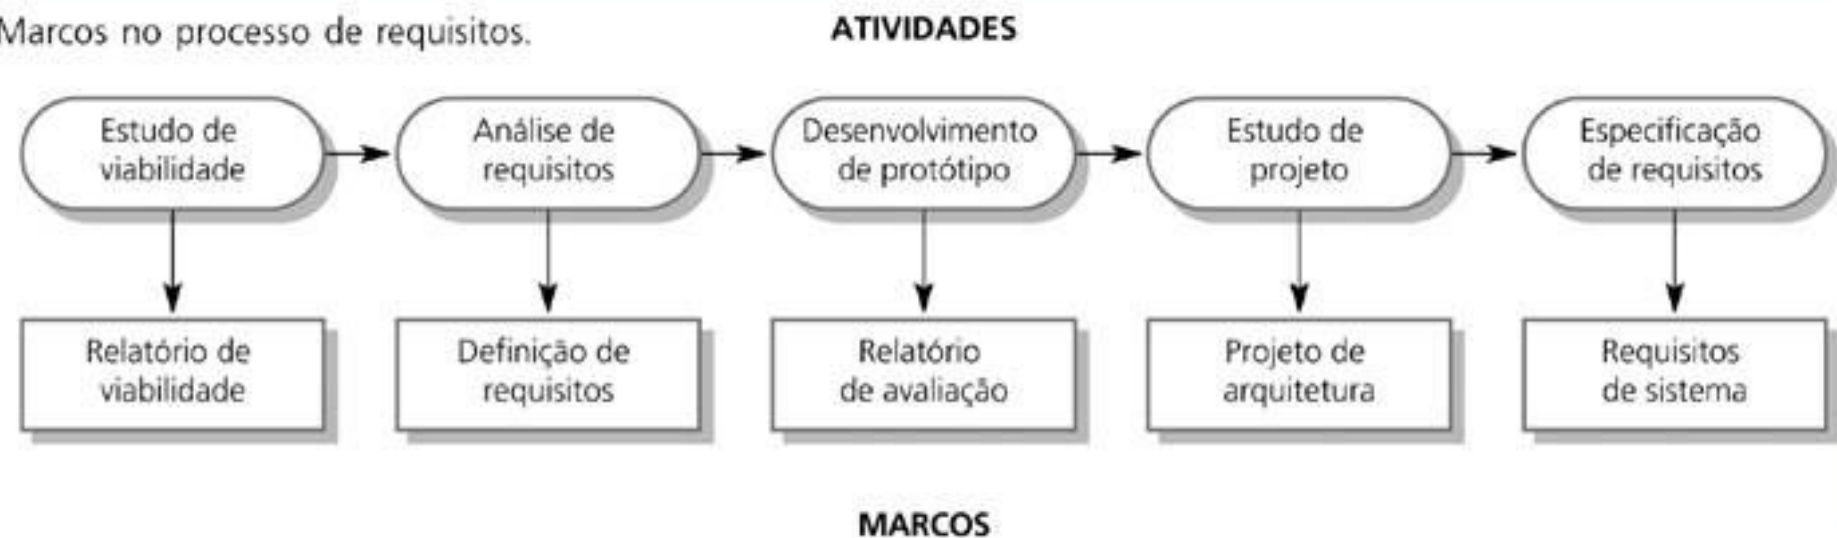 Marcos no processo de requisitos.
ATIVIDADES
Estudo de
viabilidade
Análise de
requisitos
Desenvolvimento
de protótipo
Estudo de
projeto
Especificação
de requisitos
Relatório de
viabilidade
Definição de
requisitos
Relatório
de avaliação
Projeto de
arquitetura
Requisitos
de sistema
MARCOS